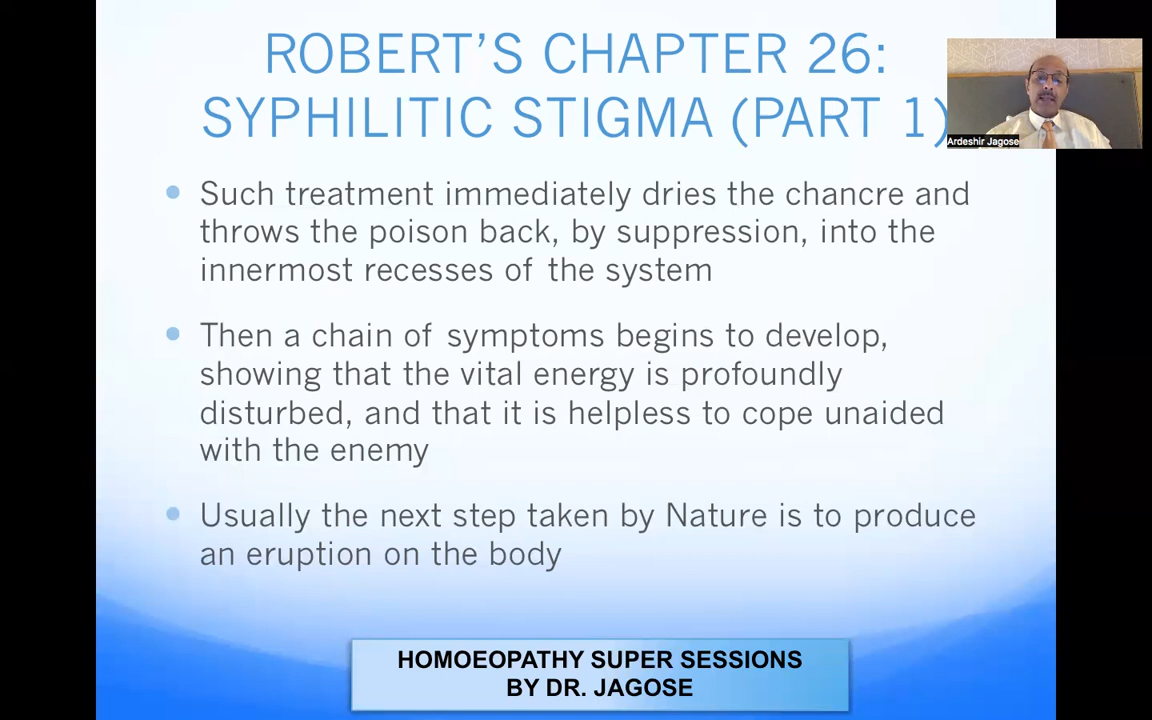 ROBERT'S CHAPTER 26:
SYPHILITIC STIGMA (PART 1)
Ardeshir Jagose
Such treatment immediately dries the chancre and
throws the poison back, by suppression, into the
innermost recesses of the system
Then a chain of symptoms begins to develop,
showing that the vital energy is profoundly
disturbed, and that it is helpless to cope unaided
with the enemy
Usually the next step taken by Nature is to produce
an eruption on the body
HOMOEOPATHY SUPER SESSIONS
BY DR. JAGOSE